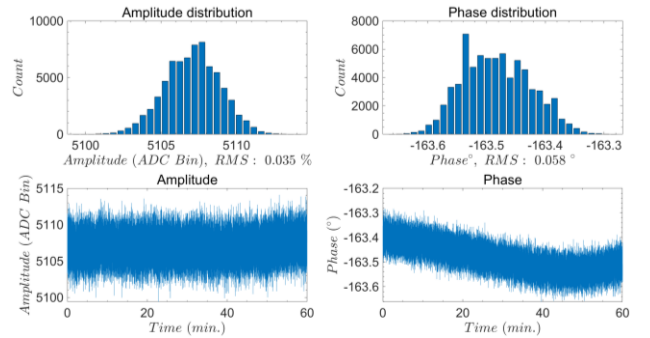 Amplitude distribution
10000
5000
0
Count
5100 5105 5110
Amplitude (ADC Bin), RMS : 0.035 %
Phase distribution
8000
6000
4000
2000
0
Count
-163.6 -163.5 -163.4 -163.3
Phase°, RMS : 0.058 °
Amplitude
5115
5110
5105
5100
Amplitude (ADC Bin)
0 20 40 60
Time (min.)
Phase
-163.2
-163.3
-163.4
-163.5
-163.6
Phase (°)
0 20 40 60
Time (min.)